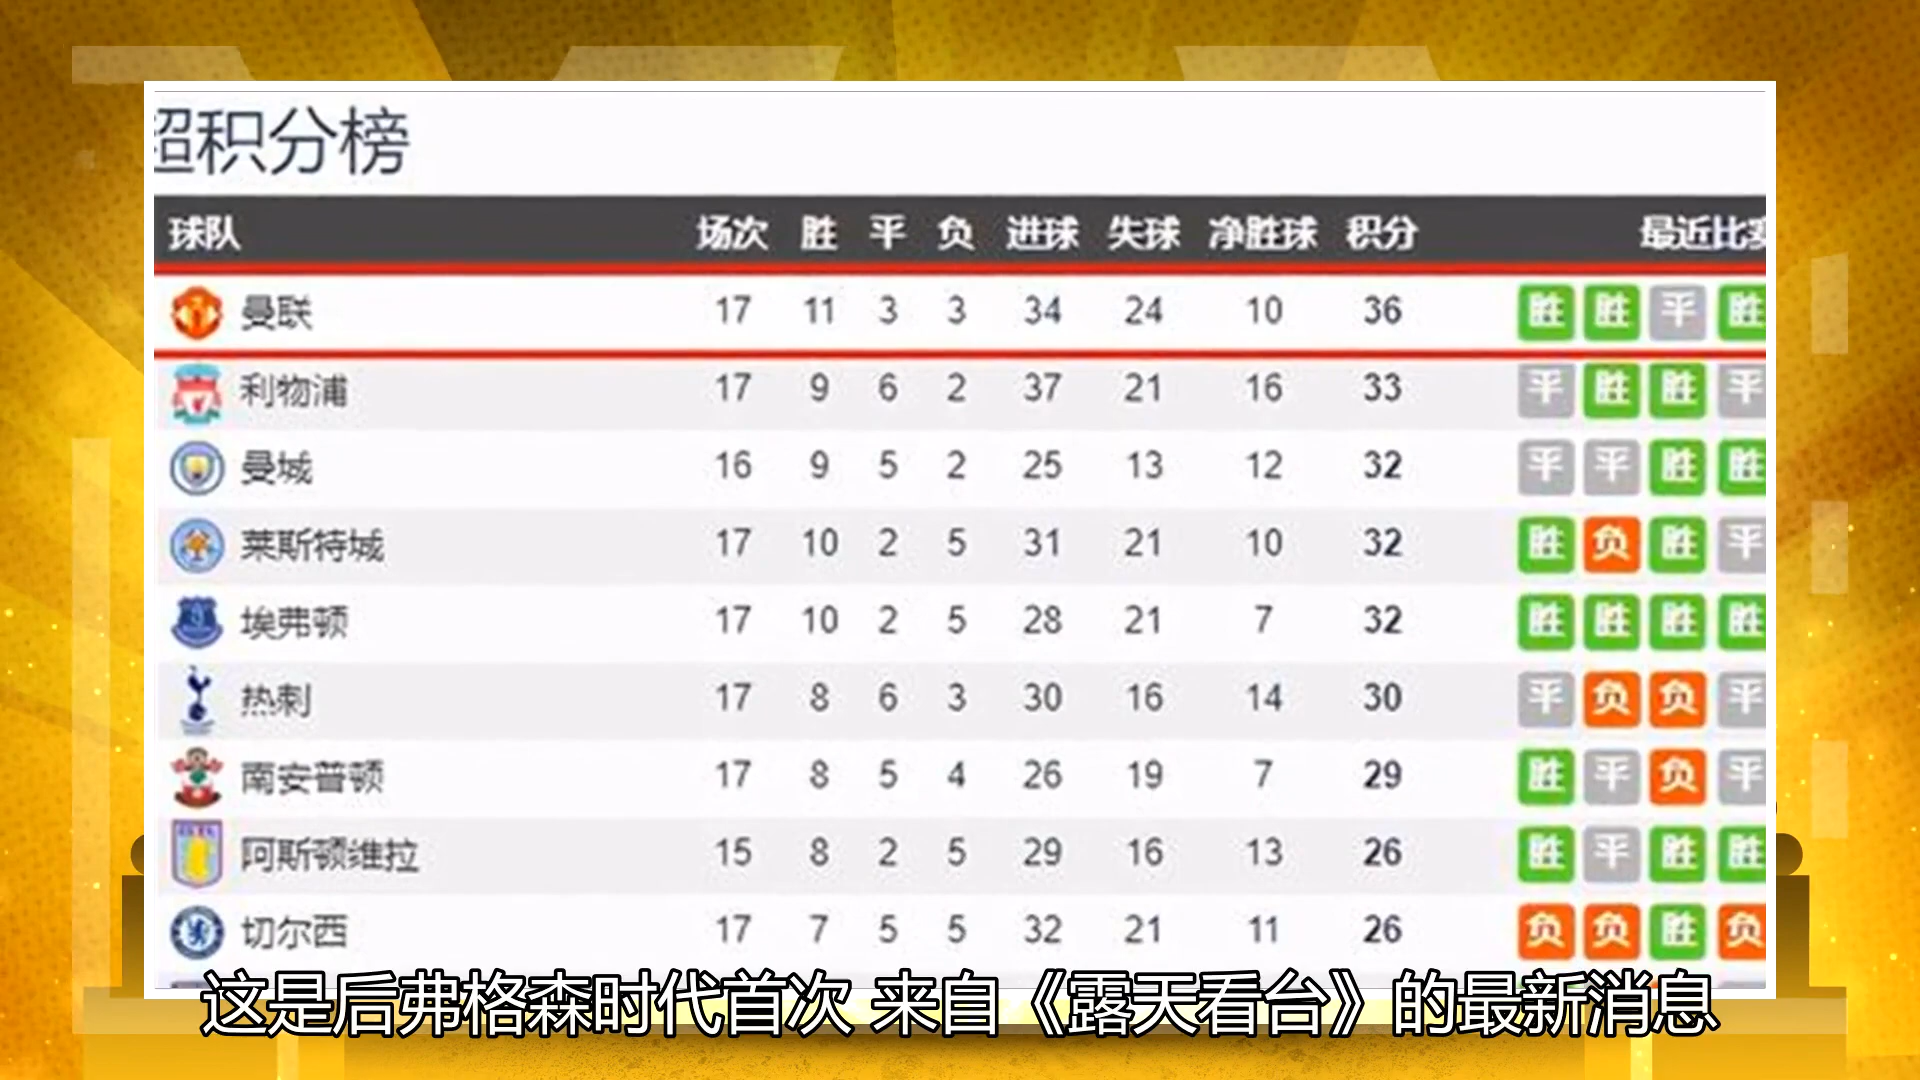 超积分榜
球队 场次 胜 平 负 进球 失球 净胜球 积分 最近比赛
曼联 17 11 3 3 34 24 10 36 胜 胜 平 胜
利物浦 17 9 6 2 37 21 16 33 平 胜 胜 平
曼城 16 9 5 2 25 13 12 32 平 平 胜 胜
莱斯特城 17 10 2 5 31 21 10 32 胜 负 胜 平
埃弗顿 17 10 2 5 28 21 7 32 胜 胜 胜 胜
热刺 17 8 6 3 30 16 14 30 平 负 负 平
南安普顿 17 8 5 4 26 19 7 29 胜 平 负 平
阿斯顿维拉 15 8 2 5 29 16 13 26 胜 平 胜 胜
切尔西 17 7 5 5 32 21 11 26 负 负 胜 负
这是后弗格森时代首次 来自《露天看台》的最新消息